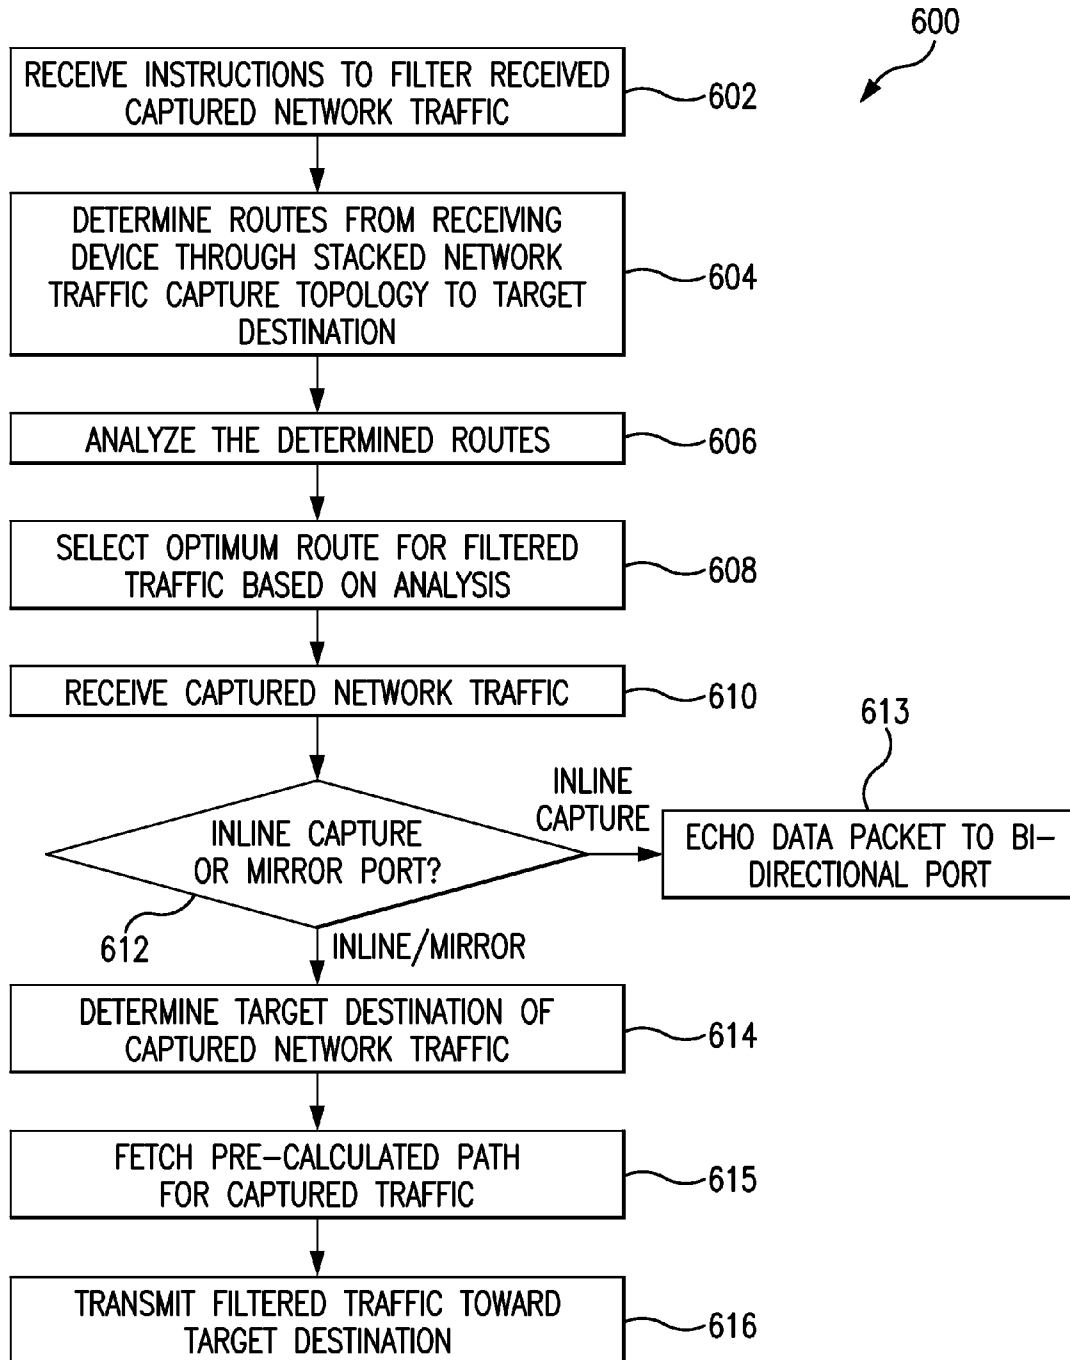 600
RECEIVE INSTRUCTIONS TO FILTER RECEIVED
CAPTURED NETWORK TRAFFIC
602
DETERMINE ROUTES FROM RECEIVING
DEVICE THROUGH STACKED NETWORK
TRAFFIC CAPTURE TOPOLOGY TO TARGET
DESTINATION
604
ANALYZE THE DETERMINED ROUTES
606
SELECT OPTIMUM ROUTE FOR FILTERED
TRAFFIC BASED ON ANALYSIS
608
RECEIVE CAPTURED NETWORK TRAFFIC
610
INLINE CAPTURE
OR MIRROR PORT?
612
INLINE
CAPTURE
613
ECHO DATA PACKET TO BI-
DIRECTIONAL PORT
INLINE/MIRROR
DETERMINE TARGET DESTINATION OF
CAPTURED NETWORK TRAFFIC
614
FETCH PRE-CALCULATED PATH
FOR CAPTURED TRAFFIC
615
TRANSMIT FILTERED TRAFFIC TOWARD
TARGET DESTINATION
616